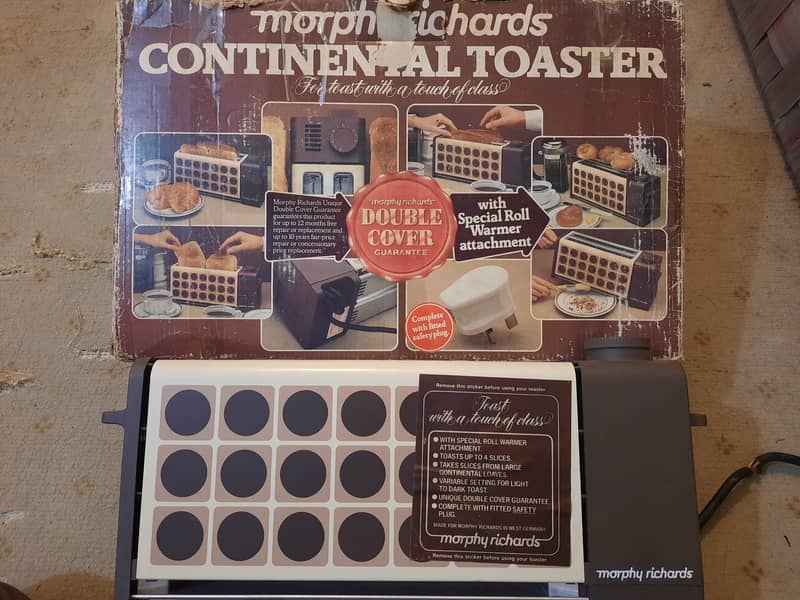 morphy richards
CONTINENTAL TOASTER
For toast with a touch of class
Morphy Richards Unique
Double Cover Guarantee
guarantees this product
for up to 12 months free
repair or replacement and
up to 10 years fair-price
repair or concessionary
price replacement.
morphy richards
DOUBLE
COVER
GUARANTEE
with
Special Roll
Warmer
attachment
Complete
with fitted
safety plug.
Remove this sticker before using your toaster
Toast
with a touch of class
WITH SPECIAL ROLL WARMER
ATTACHMENT.
TOASTS UP TO 4 SLICES.
TAKES SLICES FROM LARGE
CONTINENTAL LOAVES.
VARIABLE SETTING FOR LIGHT
TO DARK TOAST.
UNIQUE DOUBLE COVER GUARANTEE
COMPLETE WITH FITTED SAFETY
PLUG.
MADE FOR MORPHY RICHARDS IN WEST GERMANY
morphy richards
Remove this sticker before using your toaster
morphy richards